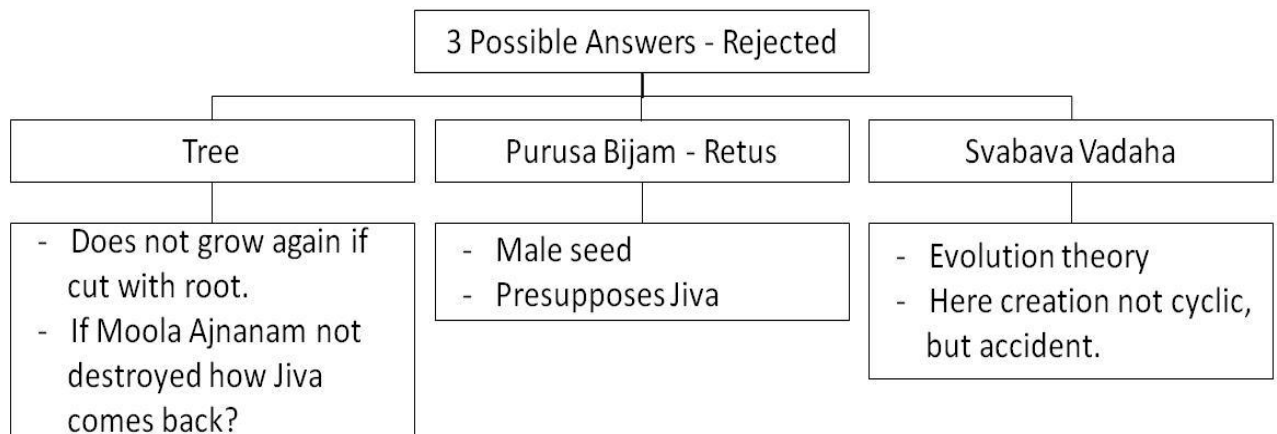 3 Possible Answers - Rejected
Tree
Purusa Bijam - Retus
Svabava Vadaha
- Does not grow again if
cut with root.
- If Moola Ajnanam not
destroyed how Jiva
comes back?
- Male seed
- Presupposes Jiva
- Evolution theory
- Here creation not cyclic,
but accident.